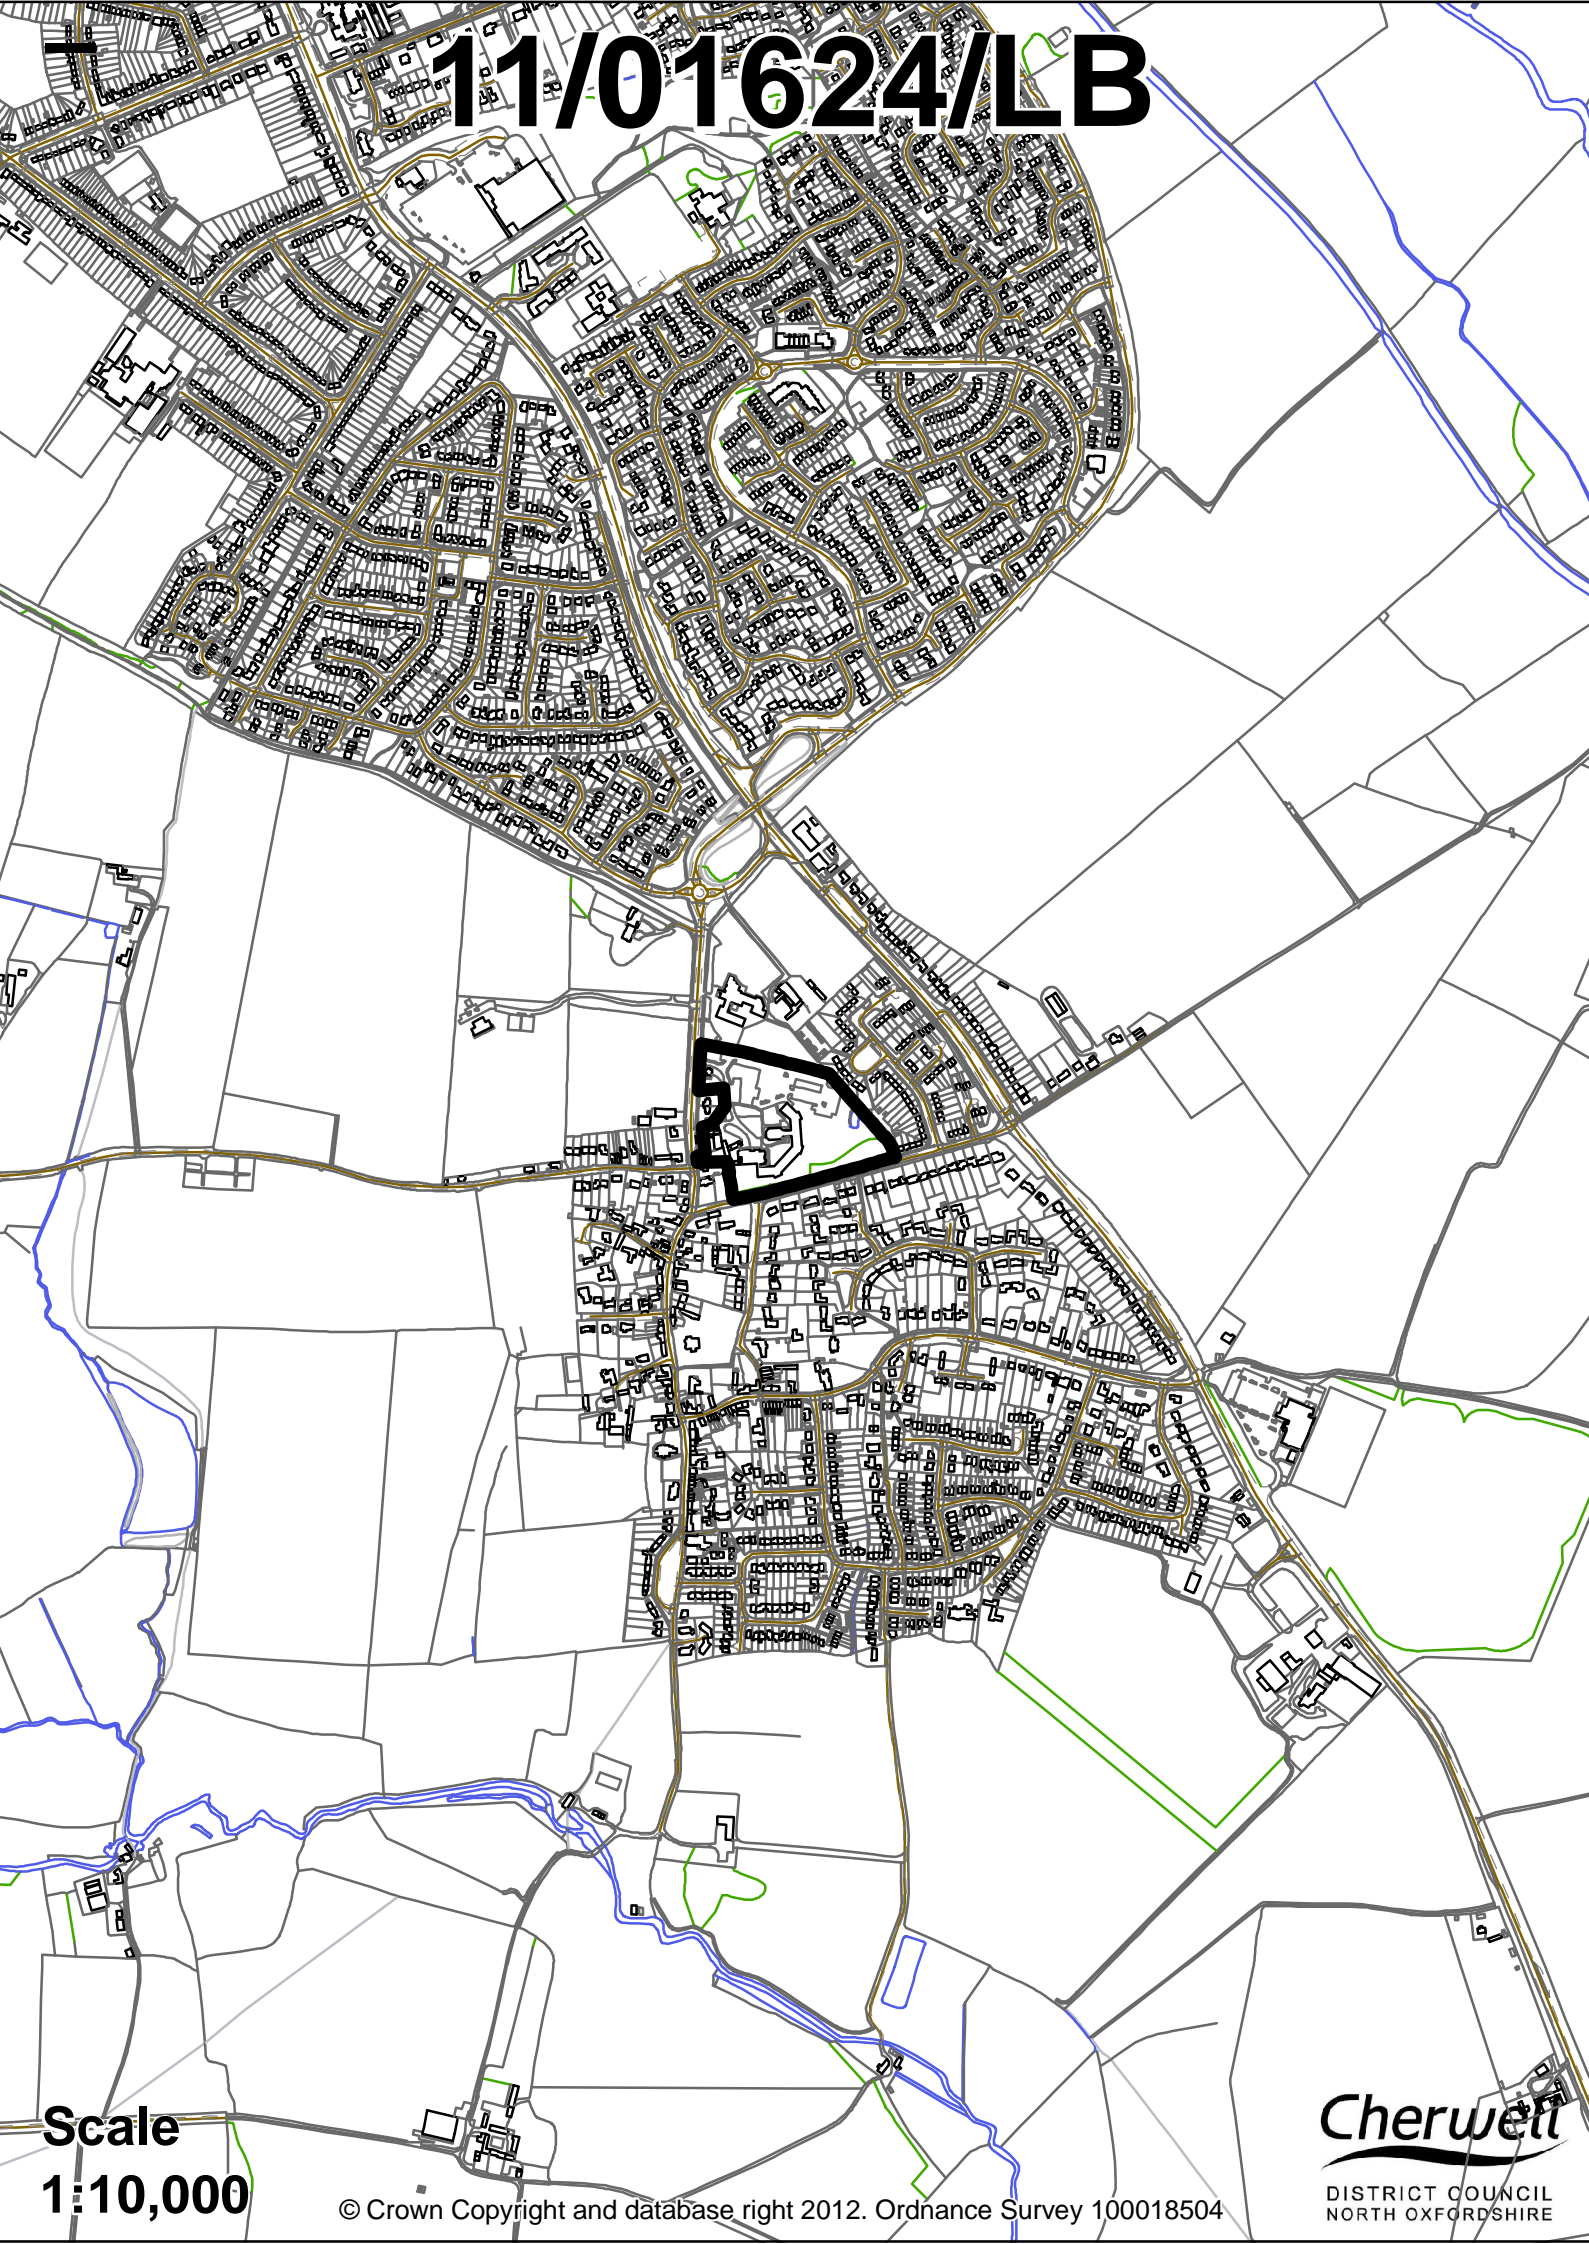 11/01624/LB
Scale
1:10,000
© Crown Copyright and database right 2012. Ordnance Survey 100018504
Cherwell
DISTRICT COUNCIL
NORTH OXFORDSHIRE